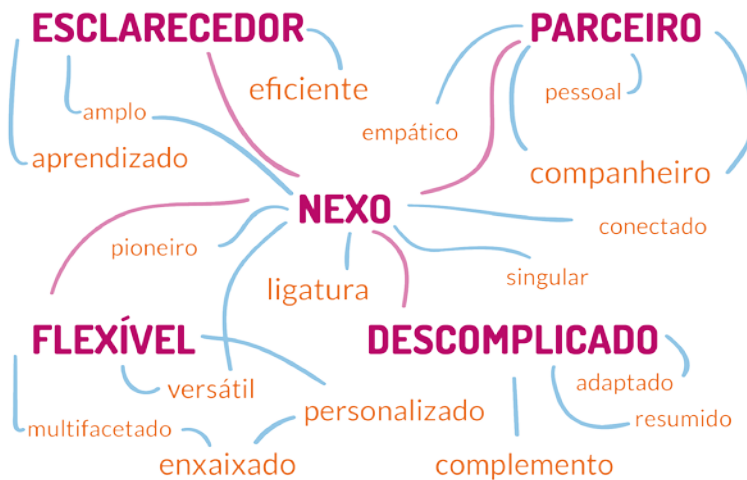 ESCLARECEDOR
PARCEIRO
eficiente
pessoal
amplo
empático
aprendizado
companheiro
NEXO
conectado
pioneiro
singular
ligatura
FLEXÍVEL
DESCOMPLICADO
versátil
adaptado
personalizado
resumido
multifacetado
enxaixado
complemento